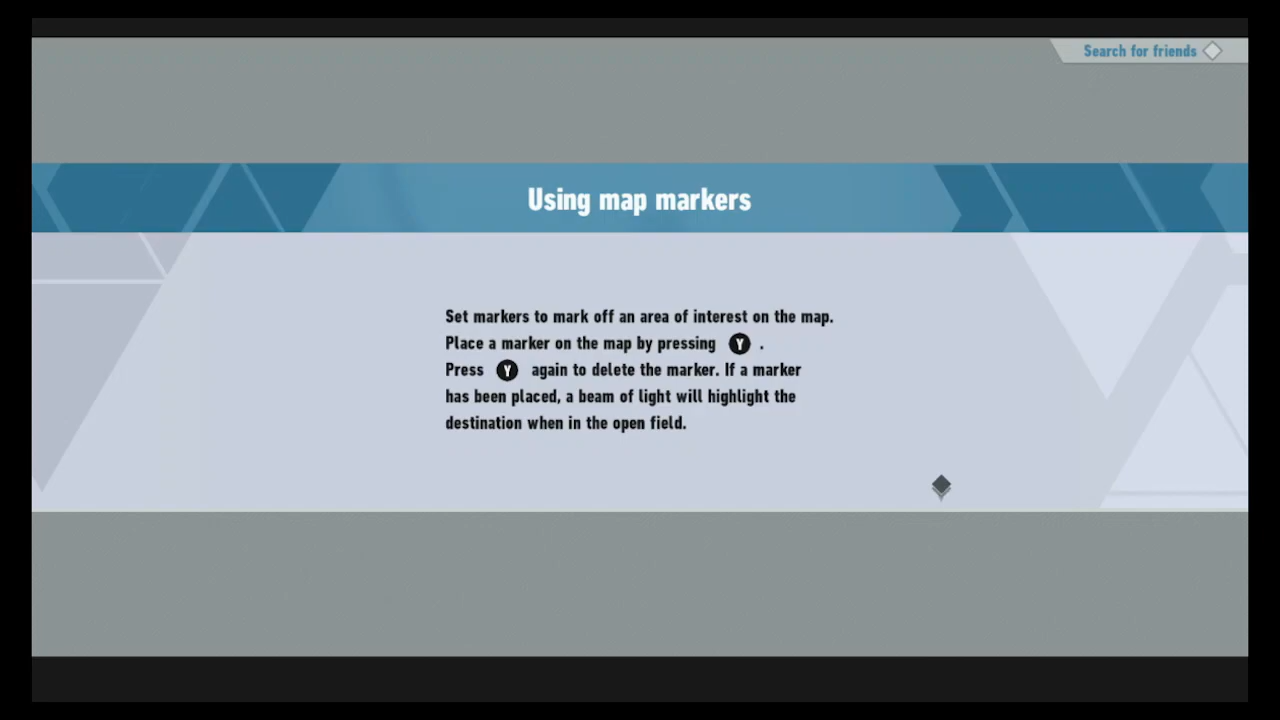 Search for friends
Using map markers
Set markers to mark off an area of interest on the map.
Place a marker on the map by pressing Y .
Press Y again to delete the marker. If a marker
has been placed, a beam of light will highlight the
destination when in the open field.